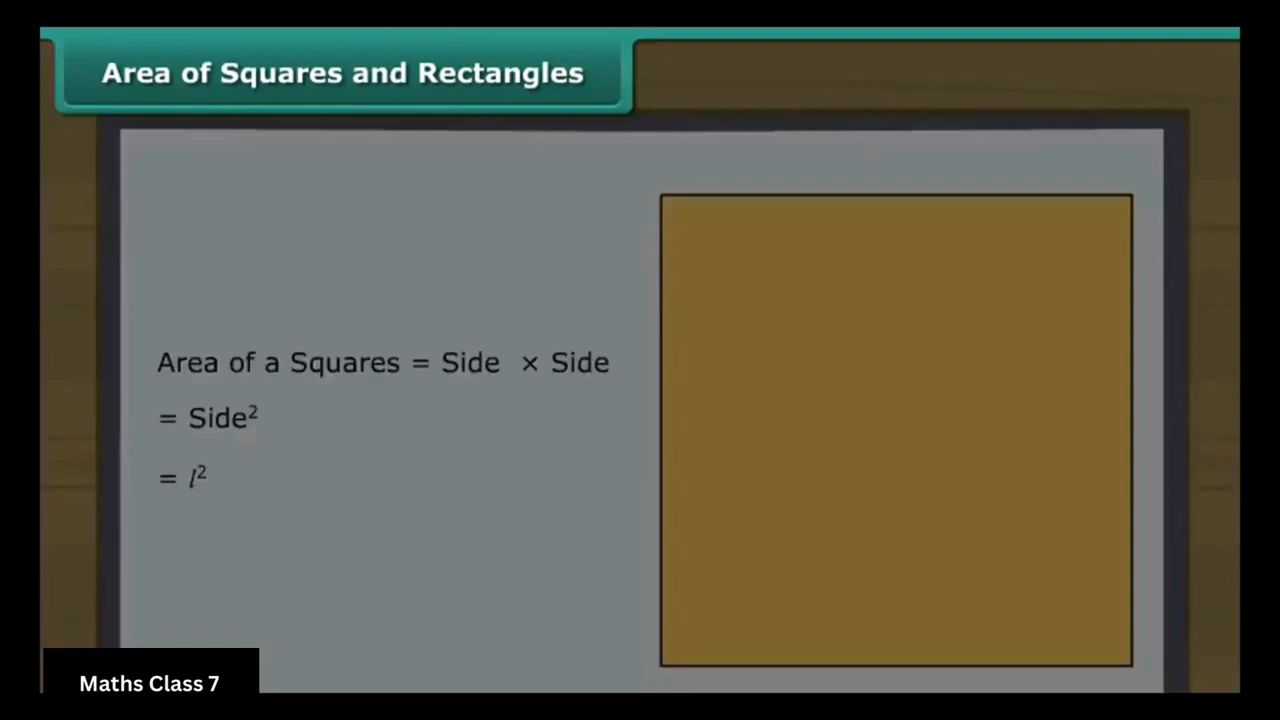 Area of Squares and Rectangles
Area of a Squares = Side × Side
= Side²
= l²
Maths Class 7